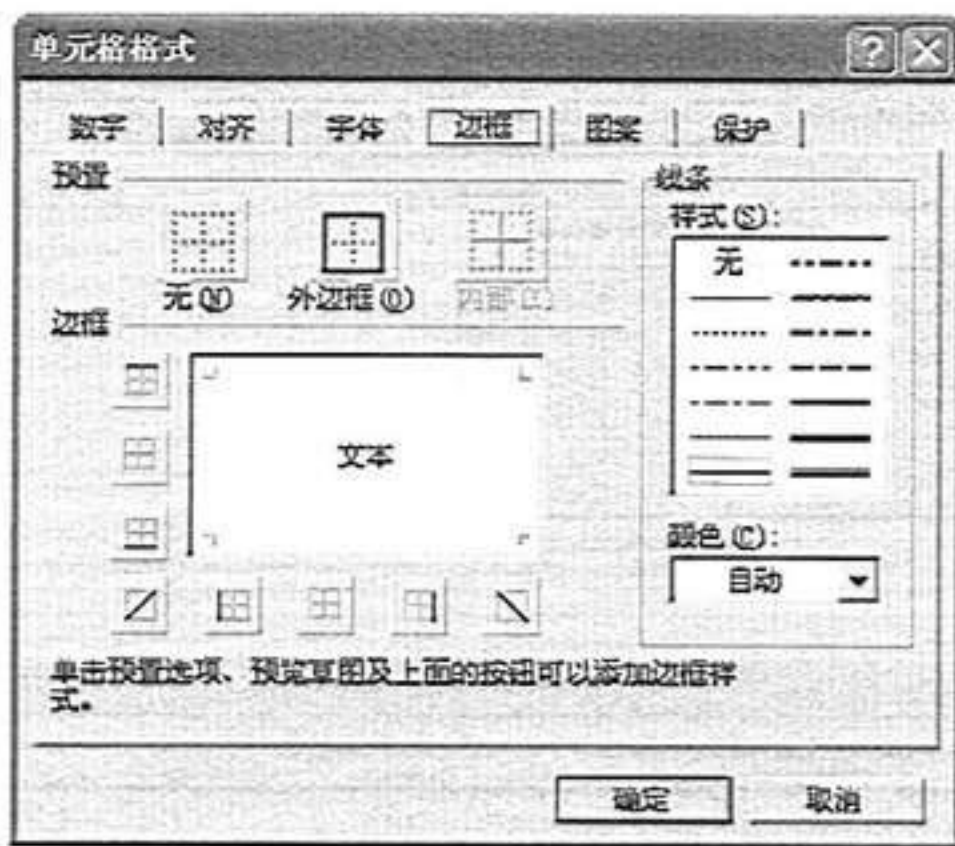 单元格格式
数字 对齐 字体 边框 图案 保护
预置
无(N) 外边框(O) 内部(I)
边框
文本
线条
样式(S):
无
颜色(C):
自动
单击预置选项、预览草图及上面的按钮可以添加边框样
式。
确定 取消